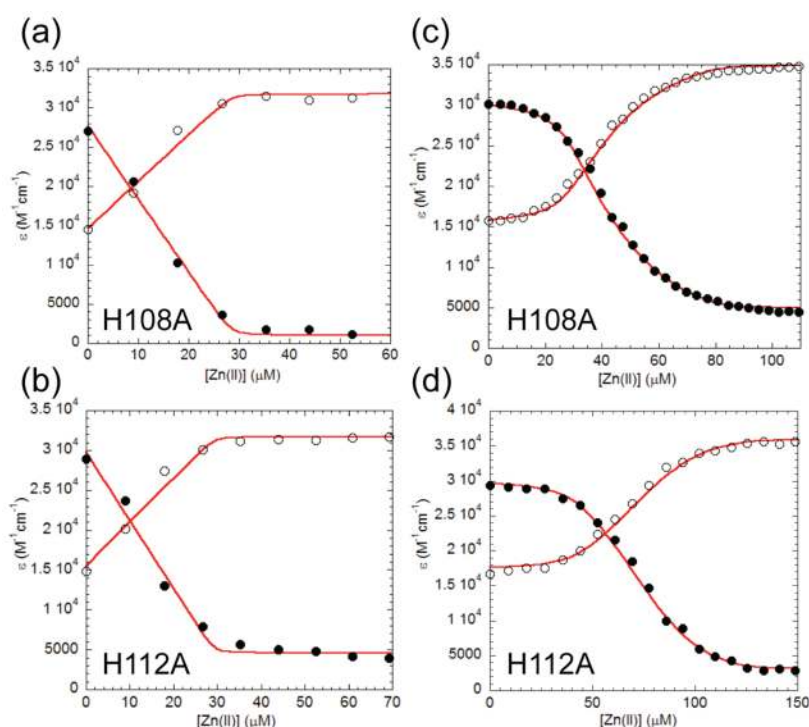 (a)
3.5 10⁴
3 10⁴
2.5 10⁴
2 10⁴
1.5 10⁴
1 10⁴
5000
0
ε (M⁻¹cm⁻¹)
H108A
0 10 20 30 40 50 60
[Zn(II)] (μM)
(c)
3.5 10⁴
3 10⁴
2.5 10⁴
2 10⁴
1.5 10⁴
1 10⁴
5000
0
ε (M⁻¹cm⁻¹)
H108A
0 20 40 60 80 100
[Zn(II)] (μM)
(b)
3.5 10⁴
3 10⁴
2.5 10⁴
2 10⁴
1.5 10⁴
1 10⁴
5000
0
ε (M⁻¹cm⁻¹)
H112A
0 10 20 30 40 50 60 70
[Zn(II)] (μM)
(d)
4 10⁴
3.5 10⁴
3 10⁴
2.5 10⁴
2 10⁴
1.5 10⁴
1 10⁴
5000
0
ε (M⁻¹cm⁻¹)
H112A
0 50 100 150
[Zn(II)] (μM)